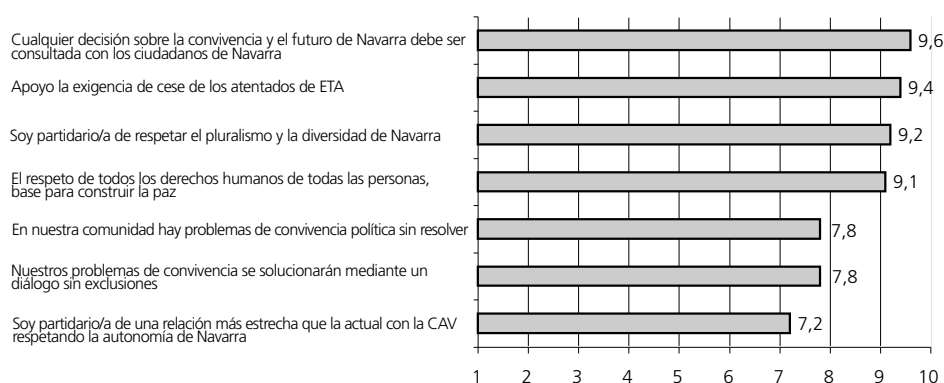 Cualquier decisión sobre la convivencia y el futuro de Navarra debe ser
consultada con los ciudadanos de Navarra
9,6
Apoyo la exigencia de cese de los atentados de ETA
9,4
Soy partidario/a de respetar el pluralismo y la diversidad de Navarra
9,2
El respeto de todos los derechos humanos de todas las personas,
base para construir la paz
9,1
En nuestra comunidad hay problemas de convivencia política sin resolver
7,8
Nuestros problemas de convivencia se solucionarán mediante un
diálogo sin exclusiones
7,8
Soy partidario/a de una relación más estrecha que la actual con la CAV
respetando la autonomía de Navarra
7,2
1 2 3 4 5 6 7 8 9 10